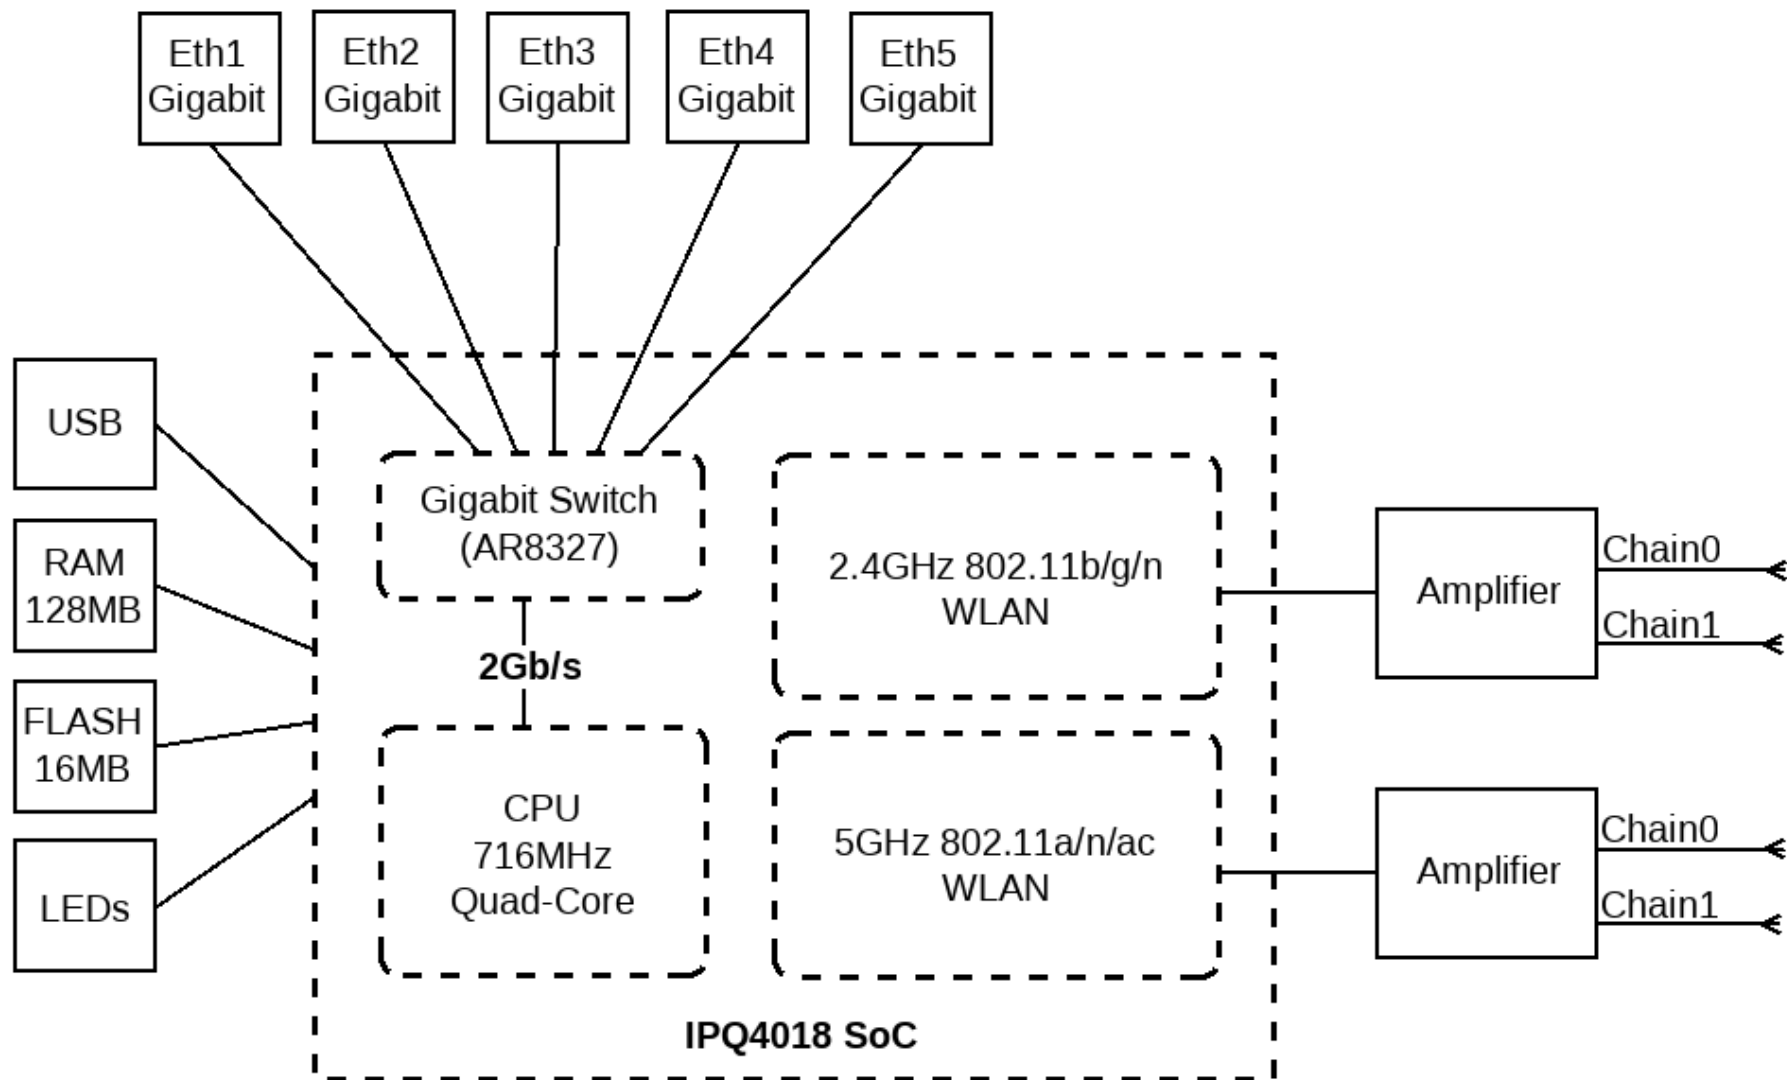 Eth1
Gigabit
Eth2
Gigabit
Eth3
Gigabit
Eth4
Gigabit
Eth5
Gigabit
USB
RAM
128MB
FLASH
16MB
LEDs
Gigabit Switch
(AR8327)
2Gb/s
CPU
716MHz
Quad-Core
2.4GHz 802.11b/g/n
WLAN
5GHz 802.11a/n/ac
WLAN
IPQ4018 SoC
Amplifier
Chain0
Chain1
Amplifier
Chain0
Chain1